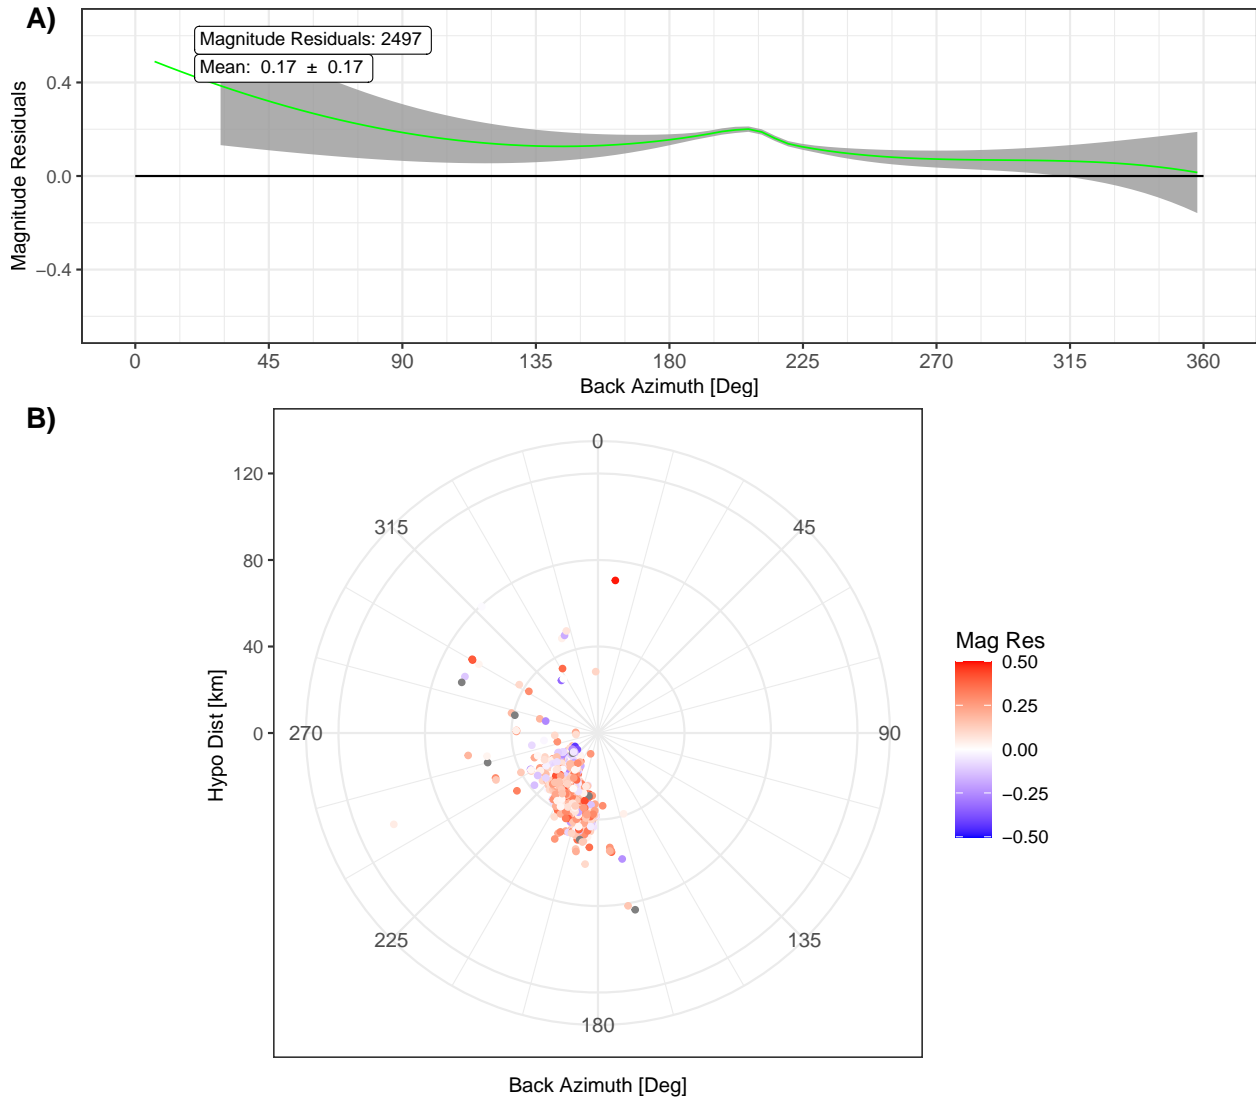 A)
Magnitude Residuals: 2497
Mean:  0.17  ±  0.17
Magnitude Residuals
0.4
0.0
−0.4
0 45 90 135 180 225 270 315 360
Back Azimuth [Deg]
B)
Hypo Dist [km]
120
80
40
0
0
45
90
135
180
225
270
315
Back Azimuth [Deg]
Mag Res
0.50
0.25
0.00
−0.25
−0.50